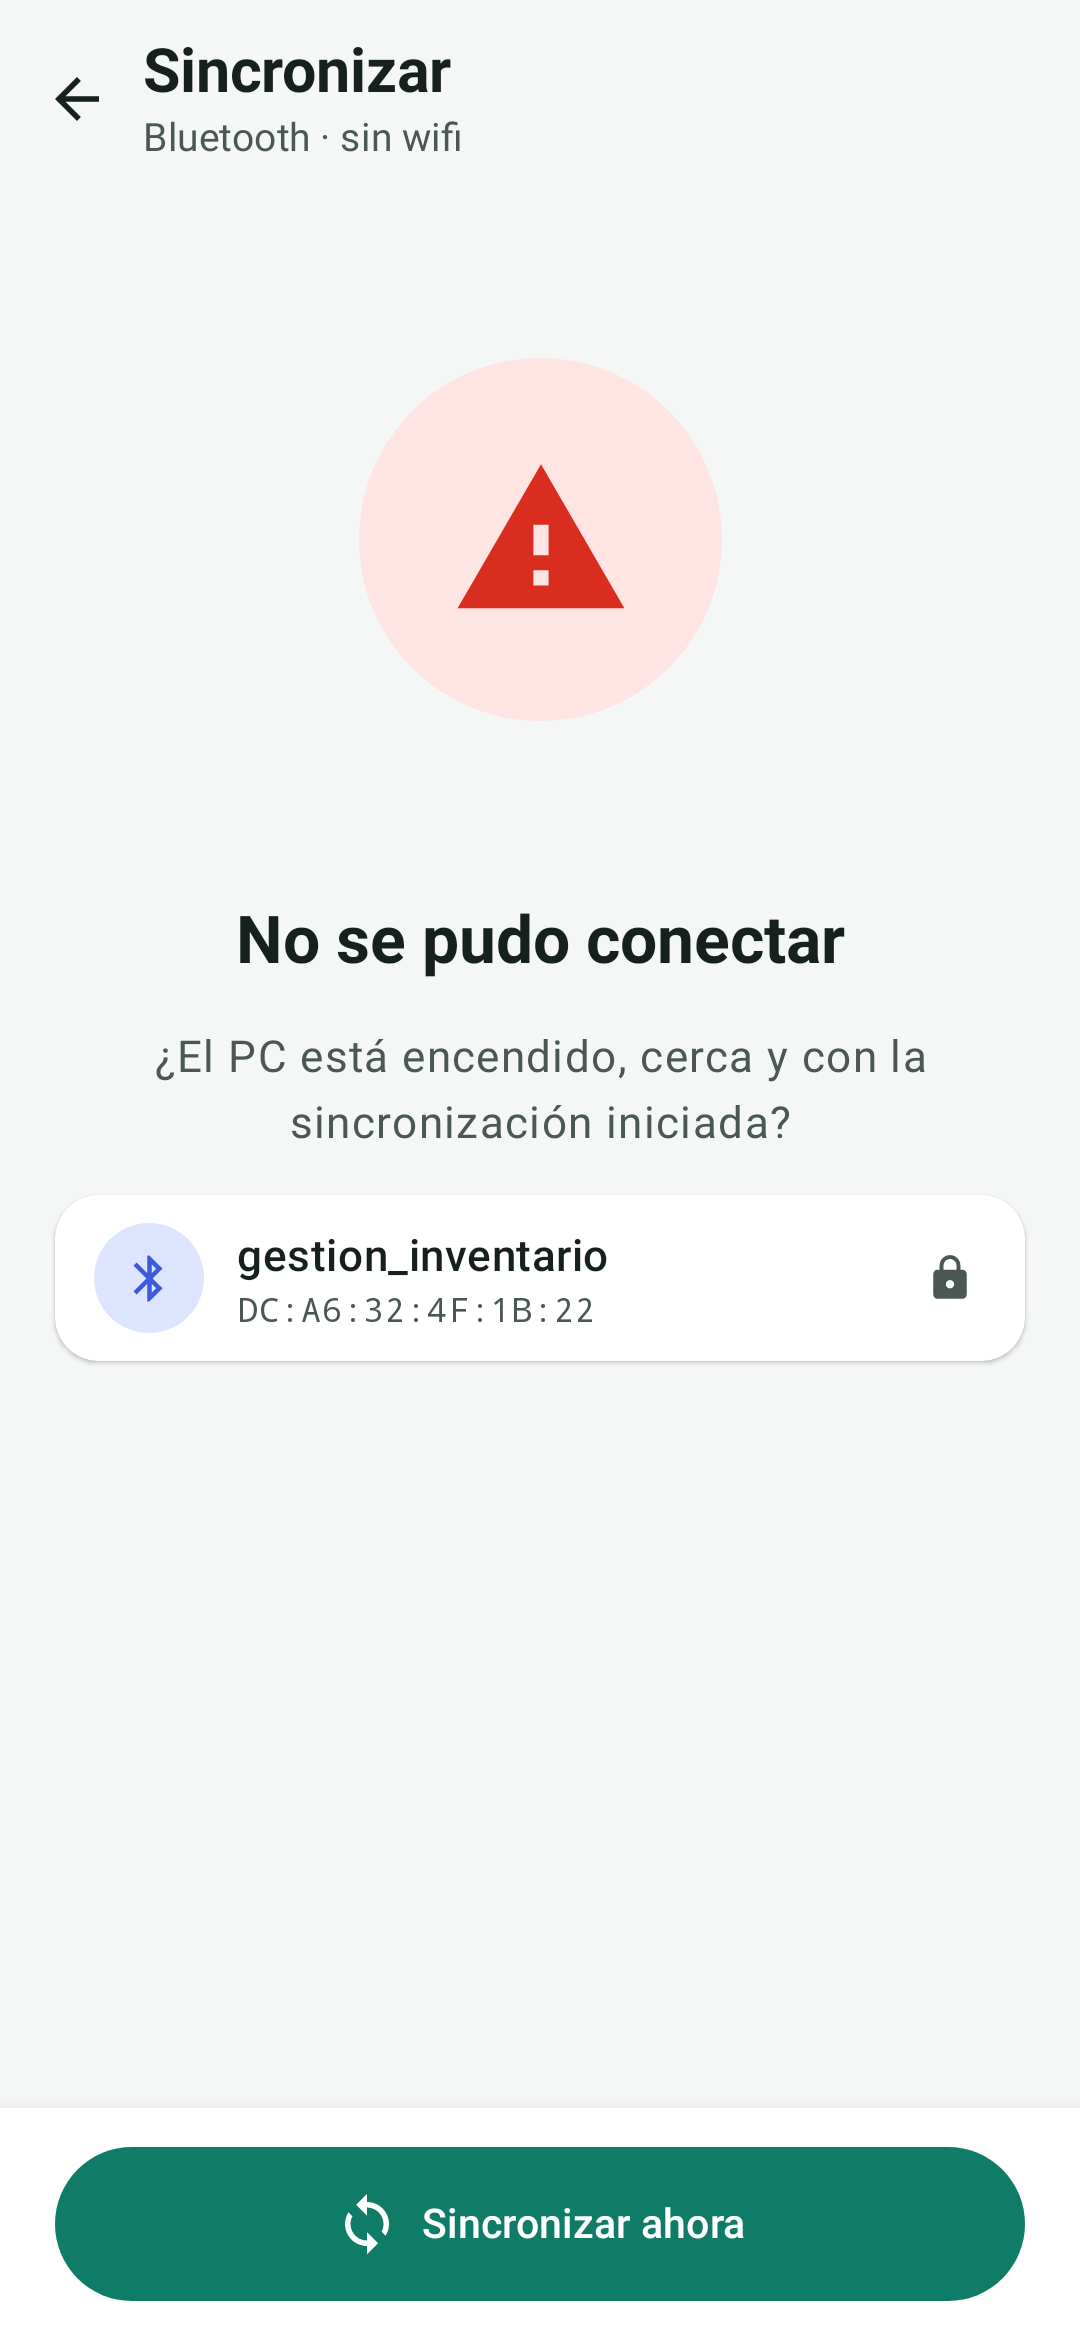 Sincronizar
Bluetooth · sin wifi
No se pudo conectar
¿El PC está encendido, cerca y con la
sincronización iniciada?
gestion_inventario
DC:A6:32:4F:1B:22
Sincronizar ahora